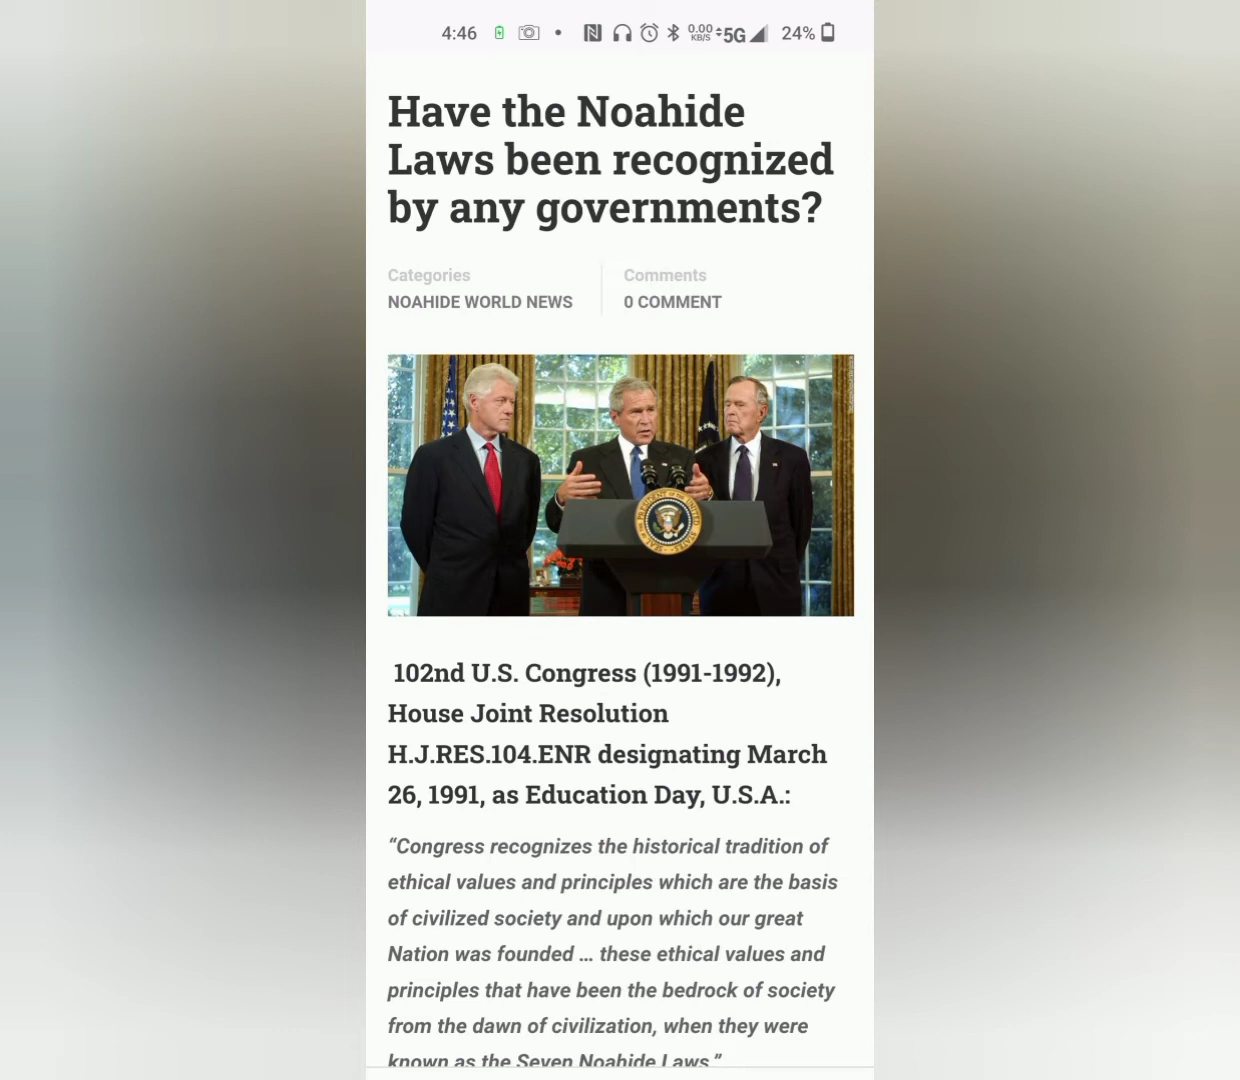 4:46
0.00
KB/S
5G
24%
Have the Noahide
Laws been recognized
by any governments?
Categories
NOAHIDE WORLD NEWS
Comments
0 COMMENT
102nd U.S. Congress (1991-1992),
House Joint Resolution
H.J.RES.104.ENR designating March
26, 1991, as Education Day, U.S.A.:
“Congress recognizes the historical tradition of
ethical values and principles which are the basis
of civilized society and upon which our great
Nation was founded … these ethical values and
principles that have been the bedrock of society
from the dawn of civilization, when they were
known as the Seven Noahide Laws.”